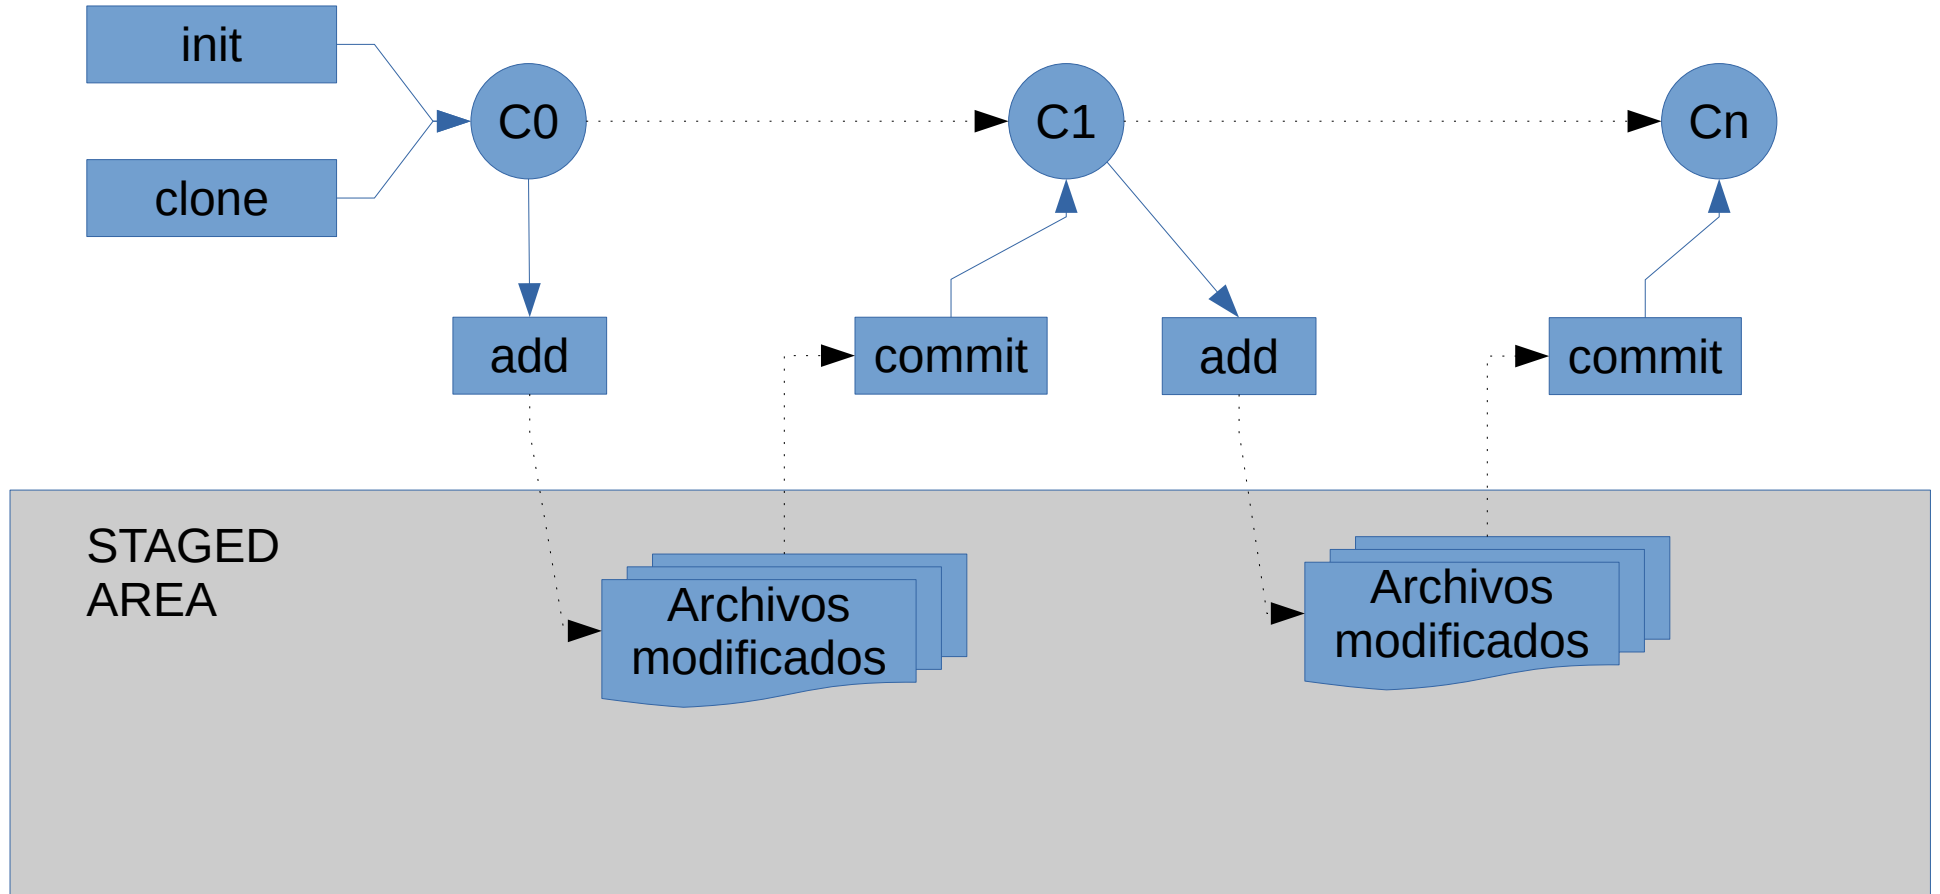 init
clone
C0
C1
Cn
add
commit
add
commit
STAGED
AREA
Archivos
modificados
Archivos
modificados